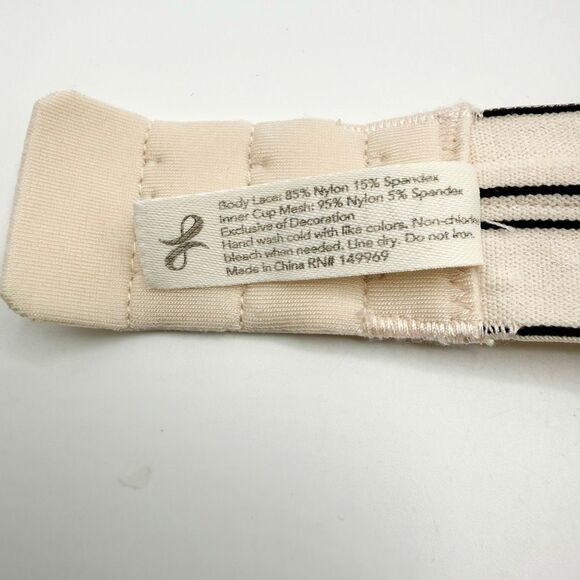 Body Lace: 85% Nylon 15% Spandex
Inner Cup Mesh: 95% Nylon 5% Spandex
Exclusive of Decoration
Hand wash cold with like colors. Non-chlorine
bleach when needed. Line dry. Do not iron.
Made in China RN# 149969